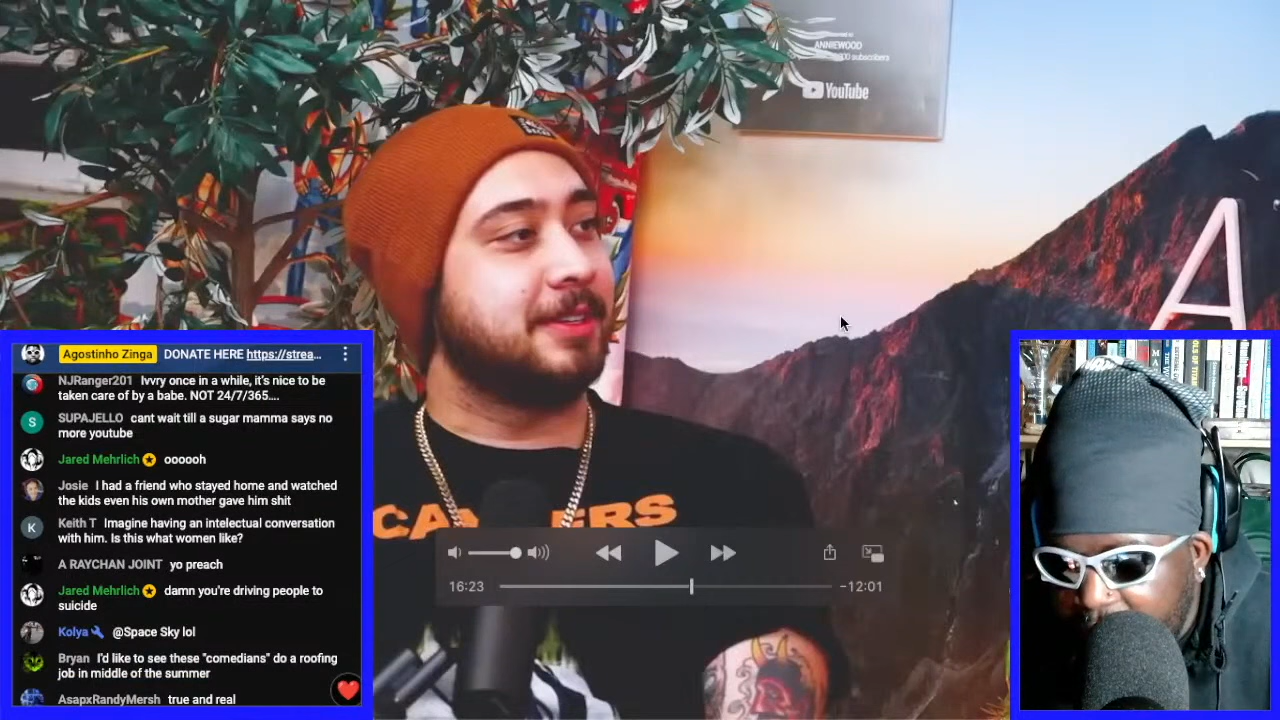 ANNIEWOOD
YouTube
A
CA
ERS
16:23
-12:01
Agostinho Zinga DONATE HERE https://strea...
NJRanger201 Ivvry once in a while, it's nice to
be taken care of by a babe. NOT 24/7/365....
SUPAJELLO cant wait till a sugar mamma says no
more youtube
Jared Mehrlich oooooh
Josie I had a friend who stayed home and watched
the kids even his own mother gave him shit
Keith T Imagine having an intelectual conversation
with him. Is this what women like?
A RAYCHAN JOINT yo preach
Jared Mehrlich damn you're driving people to
suicide
Kolya @Space Sky lol
Bryan I'd like to see these "comedians" do a roofing
job in middle of the summer
AsapxRandyMersh true and real
S
K